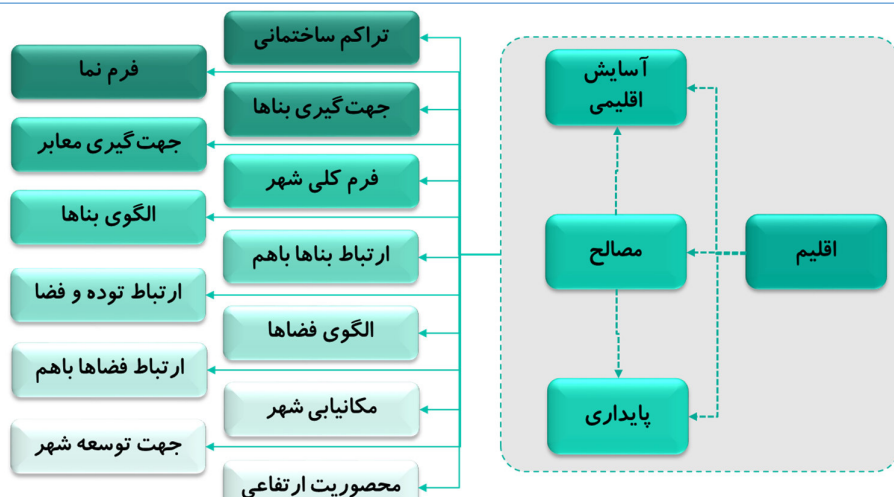 اقلیم
آسایش
اقلیمی
مصالح
پایداری
تراکم ساختمانی
فرم نما
جهت گیری بناها
جهت گیری معابر
فرم کلی شهر
الگوی بناها
ارتباط بناها باهم
ارتباط توده و فضا
الگوی فضاها
ارتباط فضاها باهم
مکانیابی شهر
جهت توسعه شهر
محصوریت ارتفاعی